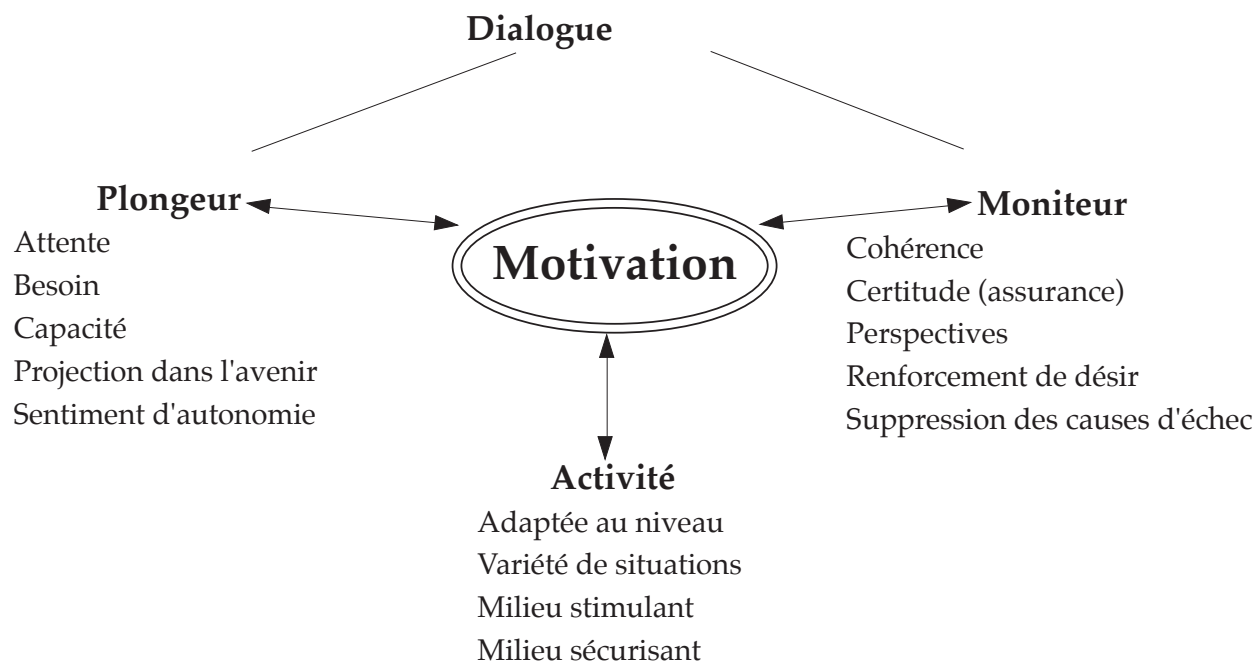 Dialogue
Plongeur
Attente
Besoin
Capacité
Projection dans l'avenir
Sentiment d'autonomie
Motivation
Moniteur
Cohérence
Certitude (assurance)
Perspectives
Renforcement de désir
Suppression des causes d'échec
Activité
Adaptée au niveau
Variété de situations
Milieu stimulant
Milieu sécurisant